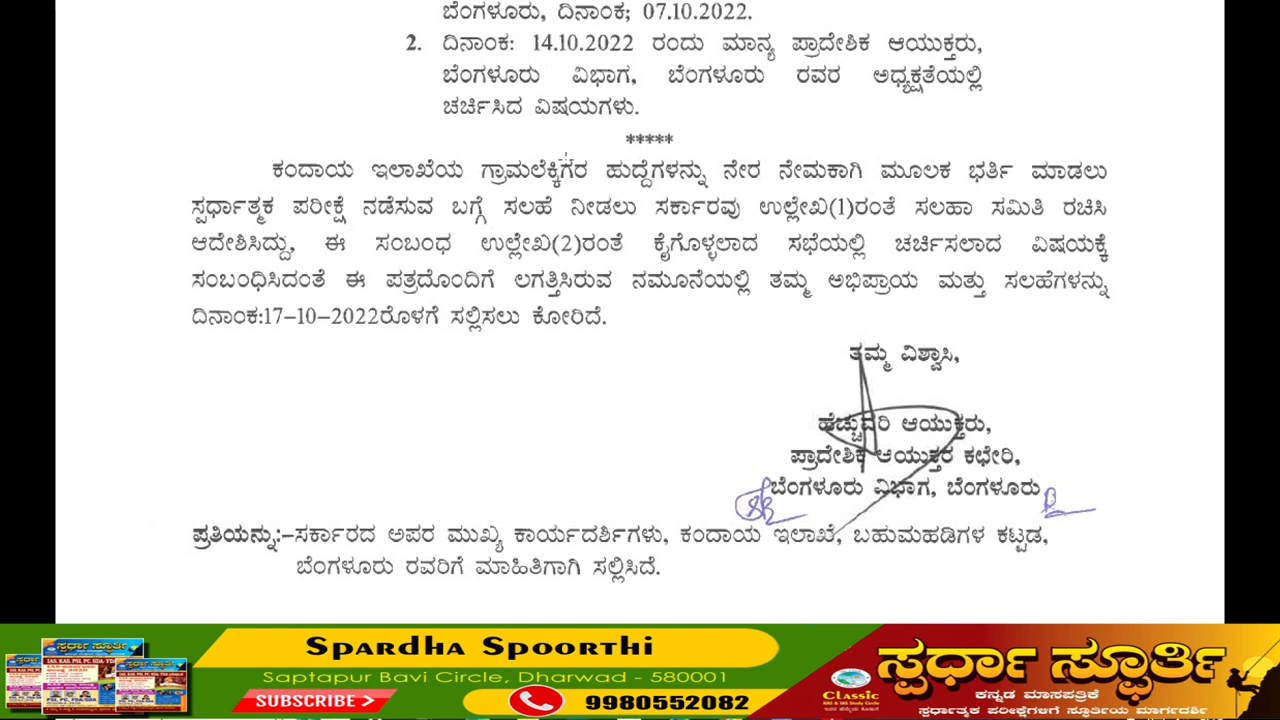 ಬೆಂಗಳೂರು, ದಿನಾಂಕ; 07.10.2022.
2. ದಿನಾಂಕ: 14.10.2022 ರಂದು ಮಾನ್ಯ ಪ್ರಾದೇಶಿಕ ಆಯುಕ್ತರು,
ಬೆಂಗಳೂರು ವಿಭಾಗ, ಬೆಂಗಳೂರು ರವರ ಅಧ್ಯಕ್ಷತೆಯಲ್ಲಿ
ಚರ್ಚಿಸಿದ ವಿಷಯಗಳು.
*****
ಕಂದಾಯ ಇಲಾಖೆಯ ಗ್ರಾಮಲೆಕ್ಕಿಗರ ಹುದ್ದೆಗಳನ್ನು ನೇರ ನೇಮಕಾಗಿ ಮೂಲಕ ಭರ್ತಿ ಮಾಡಲು
ಸ್ಪರ್ಧಾತ್ಮಕ ಪರೀಕ್ಷೆ ನಡೆಸುವ ಬಗ್ಗೆ ಸಲಹೆ ನೀಡಲು ಸರ್ಕಾರವು ಉಲ್ಲೇಖ(1)ರಂತೆ ಸಲಹಾ ಸಮಿತಿ ರಚಿಸಿ
ಆದೇಶಿಸಿದ್ದು, ಈ ಸಂಬಂಧ ಉಲ್ಲೇಖ(2)ರಂತೆ ಕೈಗೊಳ್ಳಲಾದ ಸಭೆಯಲ್ಲಿ ಚರ್ಚಿಸಲಾದ ವಿಷಯಕ್ಕೆ
ಸಂಬಂಧಿಸಿದಂತೆ ಈ ಪತ್ರದೊಂದಿಗೆ ಲಗತ್ತಿಸಿರುವ ನಮೂನೆಯಲ್ಲಿ ತಮ್ಮ ಅಭಿಪ್ರಾಯ ಮತ್ತು ಸಲಹೆಗಳನ್ನು
ದಿನಾಂಕ:17-10-2022ರೊಳಗೆ ಸಲ್ಲಿಸಲು ಕೋರಿದೆ.
ತಮ್ಮ ವಿಶ್ವಾಸಿ,
ಹೆಚ್ಚುವರಿ ಆಯುಕ್ತರು,
ಪ್ರಾದೇಶಿಕ ಆಯುಕ್ತರ ಕಛೇರಿ,
ಬೆಂಗಳೂರು ವಿಭಾಗ, ಬೆಂಗಳೂರು
ಪ್ರತಿಯನ್ನು:-ಸರ್ಕಾರದ ಅಪರ ಮುಖ್ಯ ಕಾರ್ಯದರ್ಶಿಗಳು, ಕಂದಾಯ ಇಲಾಖೆ, ಬಹುಮಹಡಿಗಳ ಕಟ್ಟಡ,
ಬೆಂಗಳೂರು ರವರಿಗೆ ಮಾಹಿತಿಗಾಗಿ ಸಲ್ಲಿಸಿದೆ.
Spardha Spoorthi
Saptapur Bavi Circle, Dharwad - 580001
SUBSCRIBE > 9980552082
Classic
ಸ್ಪರ್ಧಾ ಸ್ಫೂರ್ತಿ
ಕನ್ನಡ ಮಾಸಪತ್ರಿಕೆ
ಸ್ಪರ್ಧಾತ್ಮಕ ಪರೀಕ್ಷೆಗಳಿಗೆ ಸ್ಫೂರ್ತಿಯ ಮಾರ್ಗದರ್ಶಿ